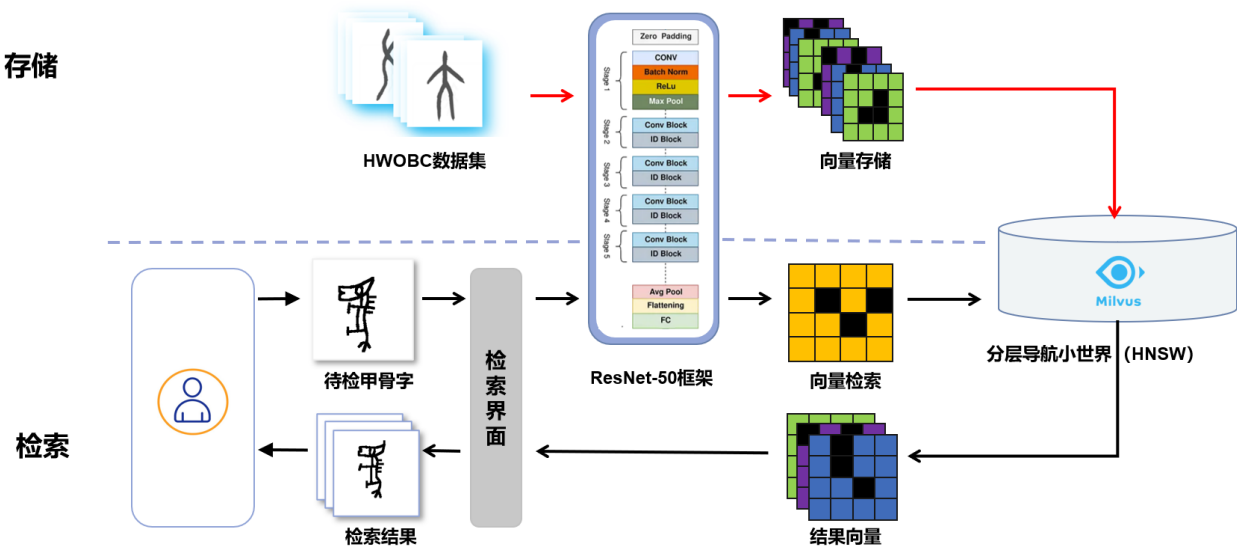 存储
HWOBC数据集
Zero Padding
Stage 1
CONV
Batch Norm
ReLu
Max Pool
Stage 2
Conv Block
ID Block
Stage 3
Conv Block
ID Block
Stage 4
Conv Block
ID Block
Stage 5
Conv Block
ID Block
Avg Pool
Flattening
FC
ResNet-50框架
向量存储
Milvus
分层导航小世界（HNSW）
检索
待检甲骨字
检索界面
向量检索
检索结果
结果向量